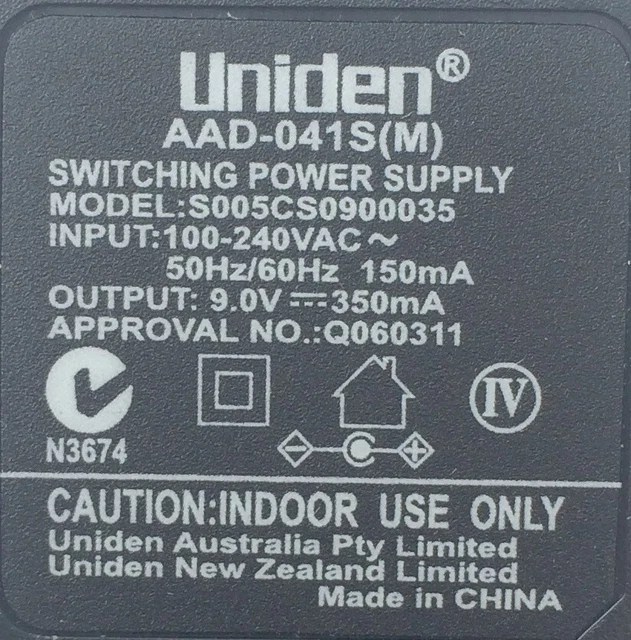 Uniden®
AAD-041S(M)
SWITCHING POWER SUPPLY
MODEL:S005CS0900035
INPUT:100-240VAC~
50Hz/60Hz 150mA
OUTPUT: 9.0V⎓350mA
APPROVAL NO.:Q060311
IV
N3674
CAUTION:INDOOR USE ONLY
Uniden Australia Pty Limited
Uniden New Zealand Limited
Made in CHINA